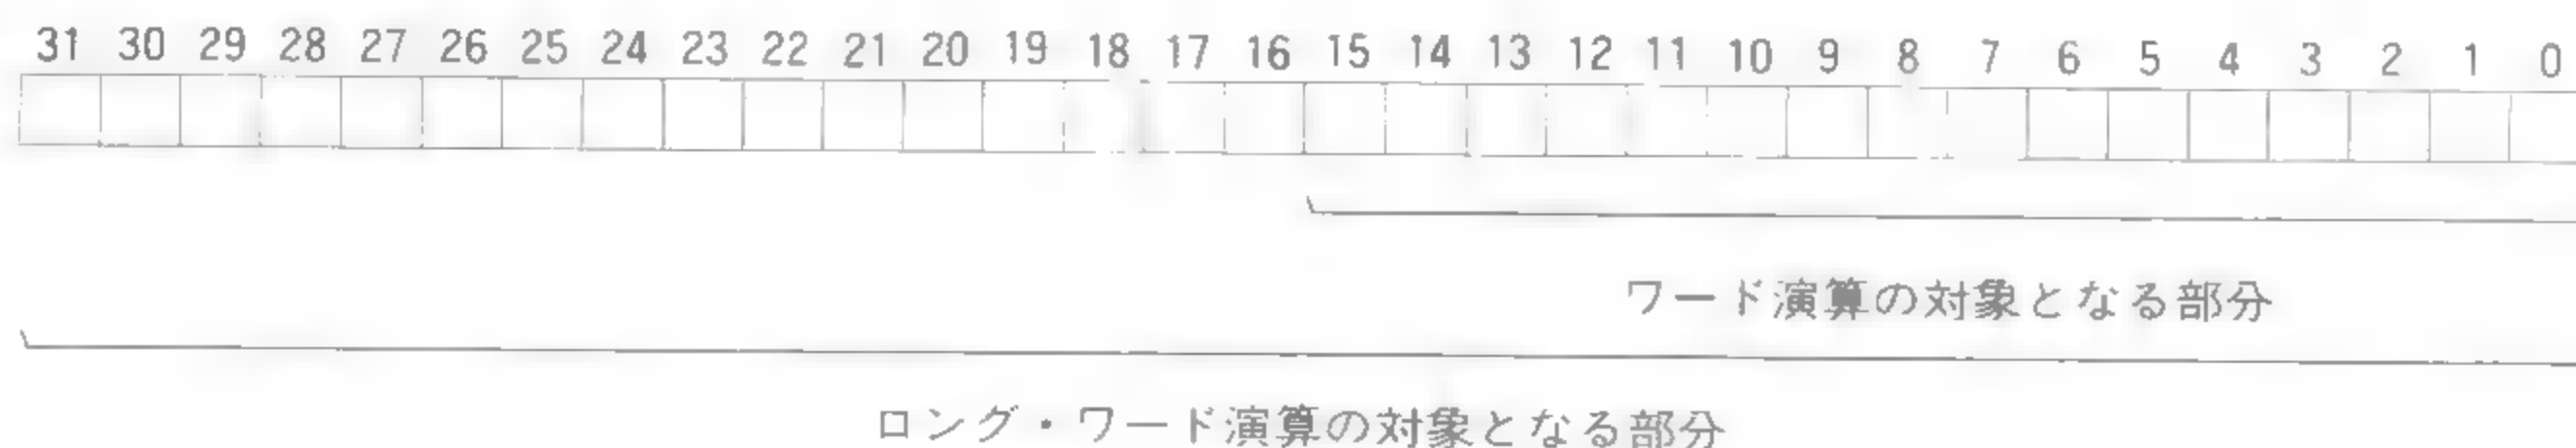 31 30 29 28 27 26 25 24 23 22 21 20 19 18 17 16 15 14 13 12 11 10 9 8 7 6 5 4 3 2 1 0
ワード演算の対象となる部分
ロング・ワード演算の対象となる部分